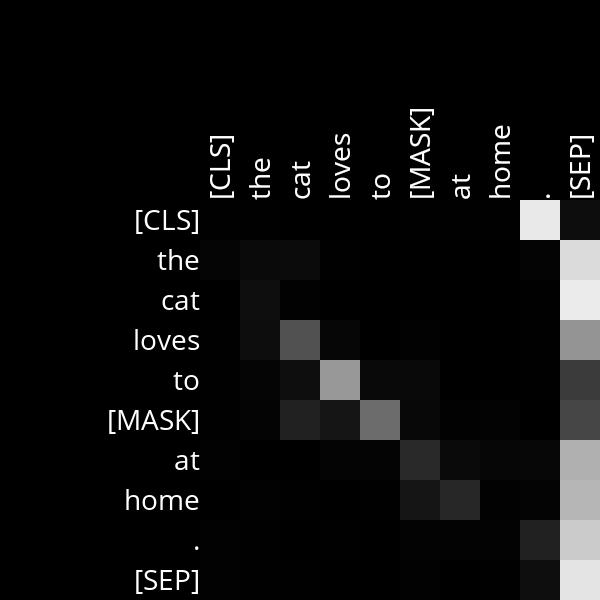 [CLS] the cat loves to [MASK] at home . [SEP]
[CLS]
the
cat
loves
to
[MASK]
at
home
.
[SEP]